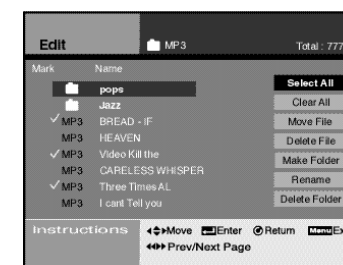 Edit MP3 Total : 777
Mark Name
pops Select All
Jazz Clear All
MP3 BREAD - IF Move File
MP3 HEAVEN Delete File
MP3 Video Kill the Make Folder
MP3 CARELESS WHISPER Rename
MP3 Three Times AL Delete Folder
MP3 I cant Tell you
Instructions Move Enter Return Menu Ex
Prev/Next Page